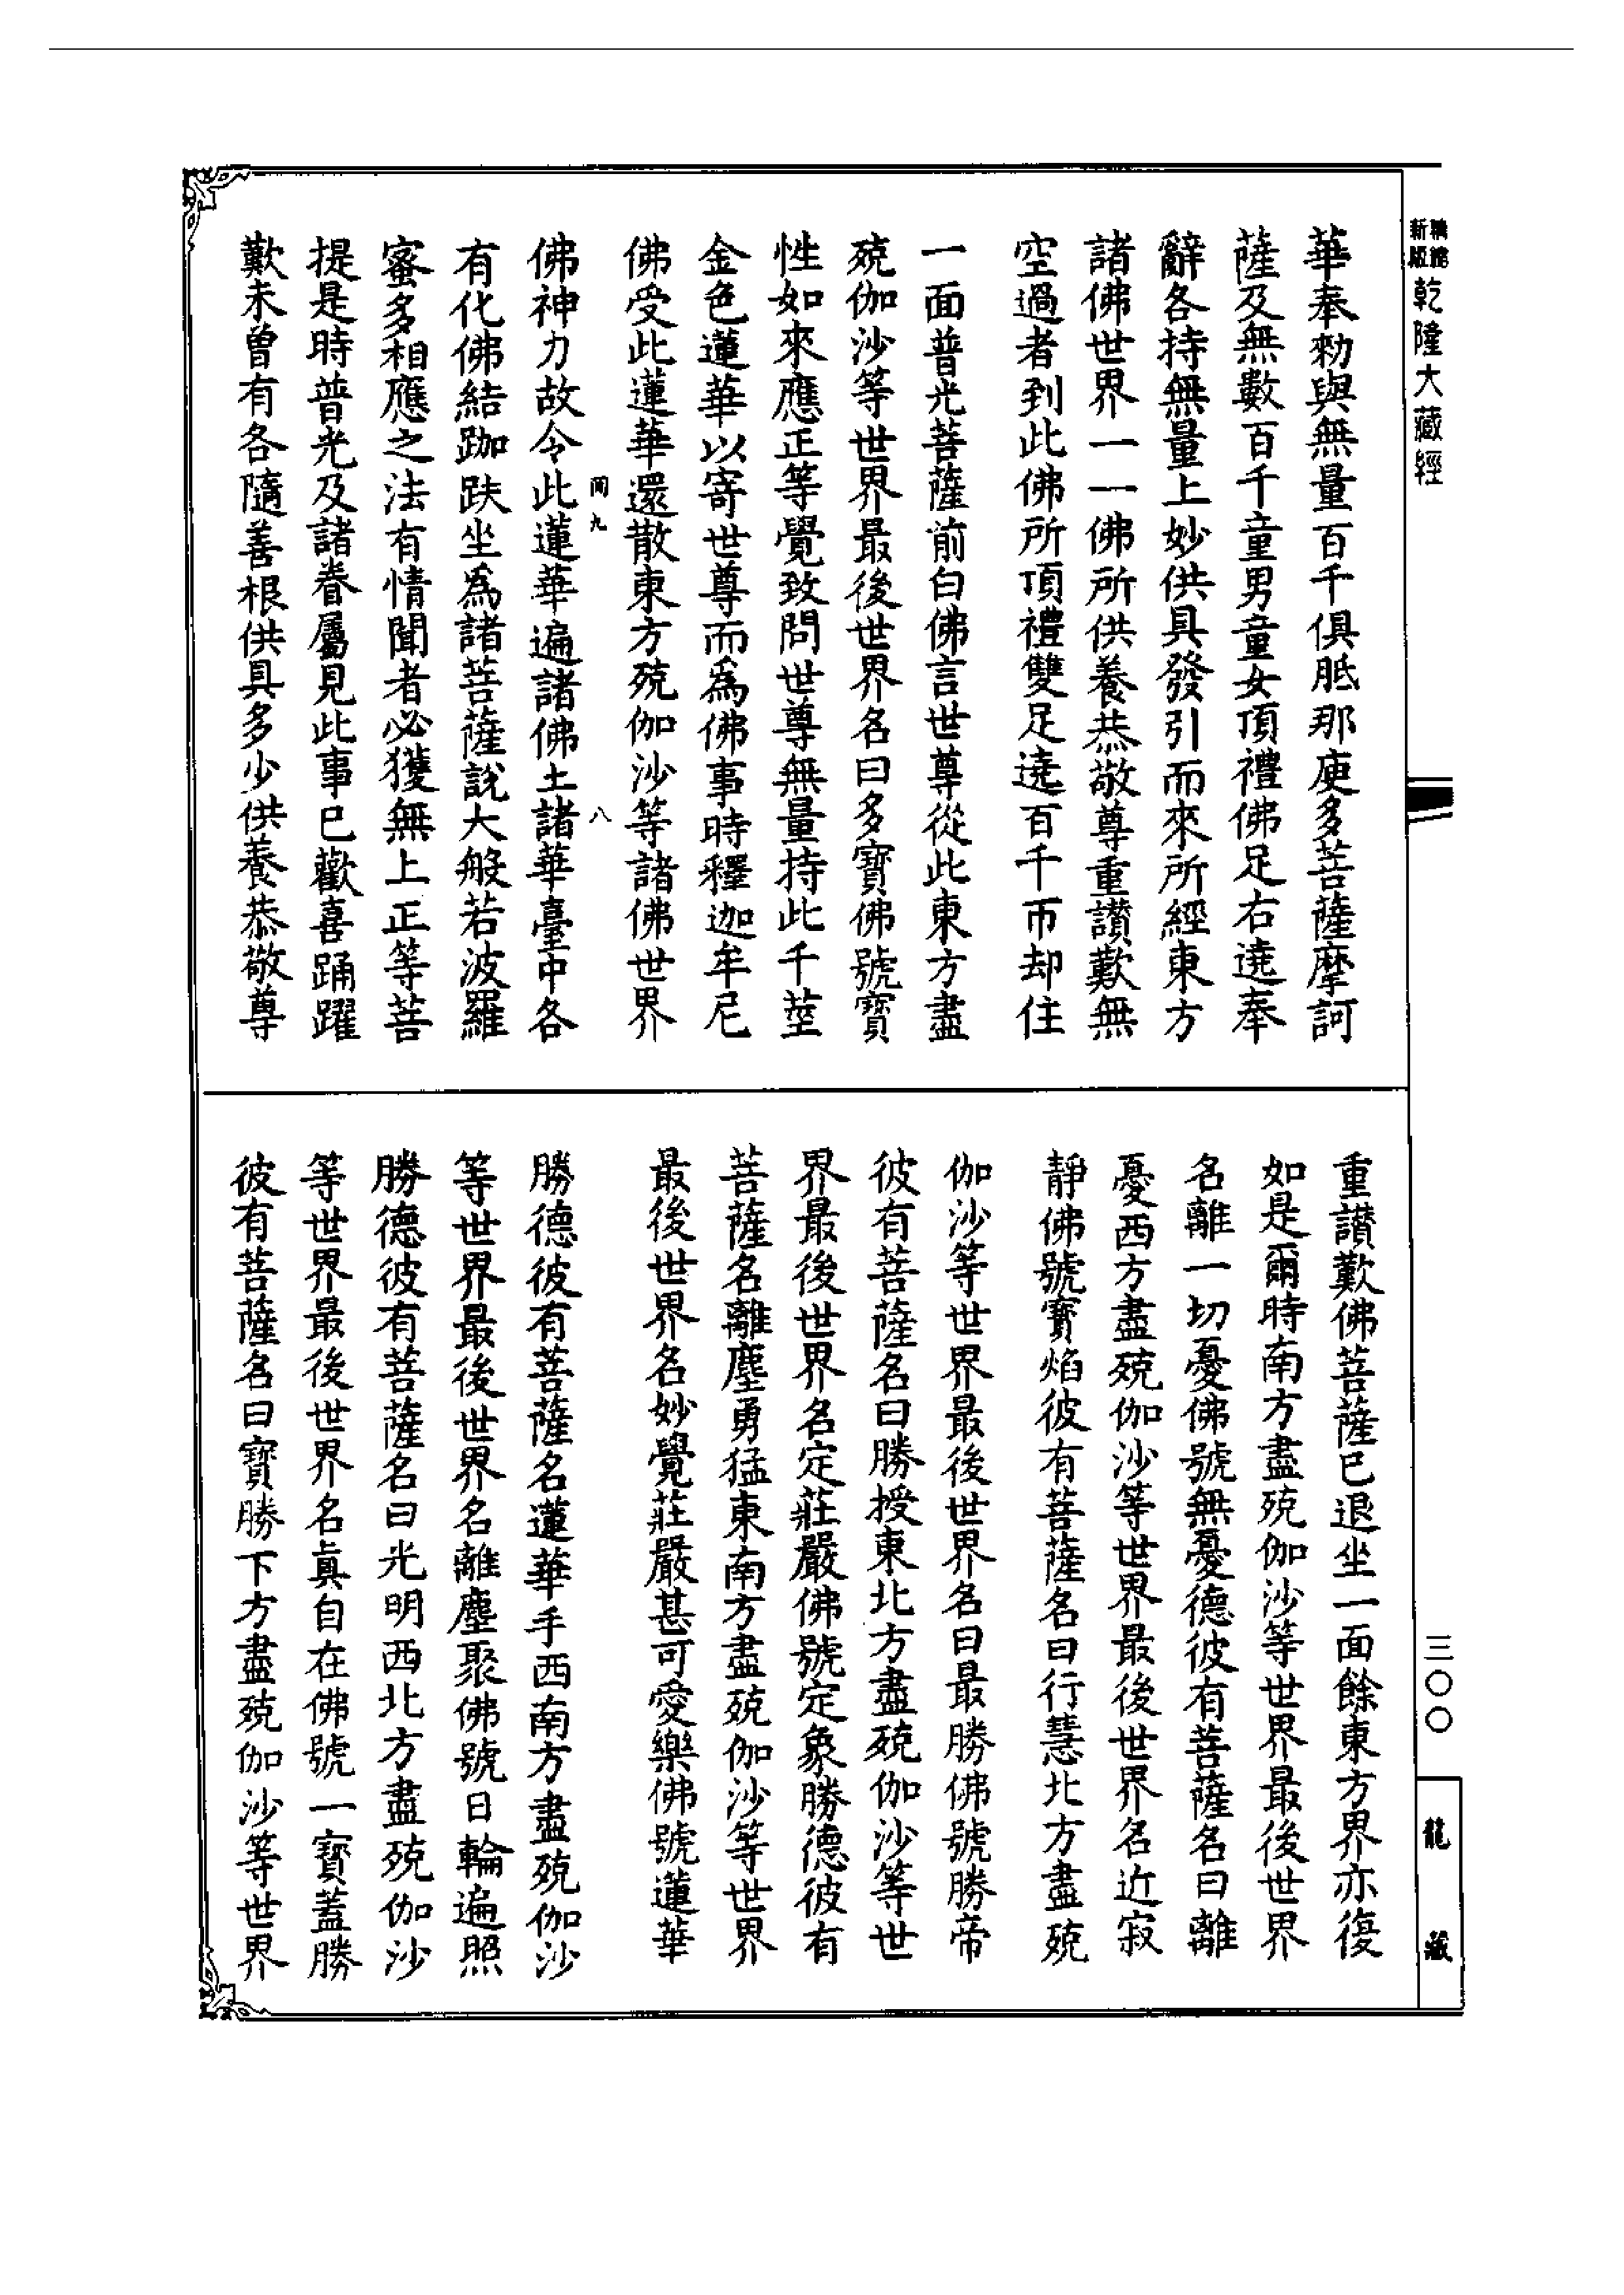 乾隆大藏經
華奉勑與無量百千俱胝那庾多菩薩摩訶
薩及無數百千童男童女頂禮佛足右遶奉
辭各持無量上妙供具發引而來所經東方
諸佛世界一一佛所供養恭敬尊重讃歎無
空過者到此佛所頂禮雙足遶百千帀却住
一面普光菩薩前白佛言世尊從此東方盡
殑伽沙等世界最後世界名曰多寶佛號寶
性如來應正等覺致問世尊無量持此千莖
金色蓮華以寄世尊而爲佛事時釋迦牟尼
佛受此蓮華還散東方殑伽沙等諸佛世界
八
佛神力故令此蓮華遍諸佛土諸華臺中各
有化佛結跏趺坐爲諸菩薩說大般若波羅
蜜多相應之法有情聞者必獲無上正等菩
提是時普光及諸眷屬見此事已歡喜踊躍
歎未曾有各隨善根供具多少供養恭敬尊
重讃歎佛菩薩已退坐一面餘東方界亦復
如是爾時南方盡殑伽沙等世界最後世界
名離一切憂佛號無憂德彼有菩薩名曰離
憂西方盡殑伽沙等世界最後世界名近寂
靜佛號寶焰彼有菩薩名曰行慧北方盡殑
伽沙等世界最後世界名曰最勝佛號勝帝
彼有菩薩名曰勝授東北方盡殑伽沙等世
界最後世界名定莊嚴佛號定象勝德彼有
菩薩名離塵勇猛東南方盡殑伽沙等世界
最後世界名妙覺莊嚴甚可愛樂佛號蓮華
勝德彼有菩薩名蓮華手西南方盡殑伽沙
等世界最後世界名離塵聚佛號日輪遍照
勝德彼有菩薩名曰光明西北方盡殑伽沙
等世界最後世界名眞自在佛號一寶蓋勝
彼有菩薩名曰寶勝下方盡殑伽沙等世界
三〇〇
龍藏